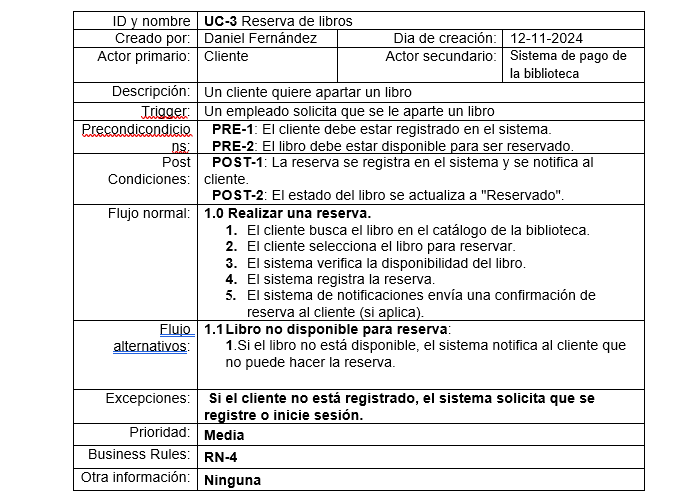 ID y nombre UC-3 Reserva de libros
Creado por: Daniel Fernández Dia de creación: 12-11-2024
Actor primario: Cliente Actor secundario: Sistema de pago de
la biblioteca
Descripción: Un cliente quiere apartar un libro
Trigger: Un empleado solicita que se le aparte un libro
Precondicondicio PRE-1: El cliente debe estar registrado en el sistema.
ns: PRE-2: El libro debe estar disponible para ser reservado.
Post POST-1: La reserva se registra en el sistema y se notifica al
Condiciones: cliente.
POST-2: El estado del libro se actualiza a "Reservado".
Flujo normal: 1.0 Realizar una reserva.
1. El cliente busca el libro en el catálogo de la biblioteca.
2. El cliente selecciona el libro para reservar.
3. El sistema verifica la disponibilidad del libro.
4. El sistema registra la reserva.
5. El sistema de notificaciones envía una confirmación de
reserva al cliente (si aplica).
Flujo 1.1 Libro no disponible para reserva:
alternativos: 1.Si el libro no está disponible, el sistema notifica al cliente que
no puede hacer la reserva.
Excepciones: Si el cliente no está registrado, el sistema solicita que se
registre o inicie sesión.
Prioridad: Media
Business Rules: RN-4
Otra información: Ninguna